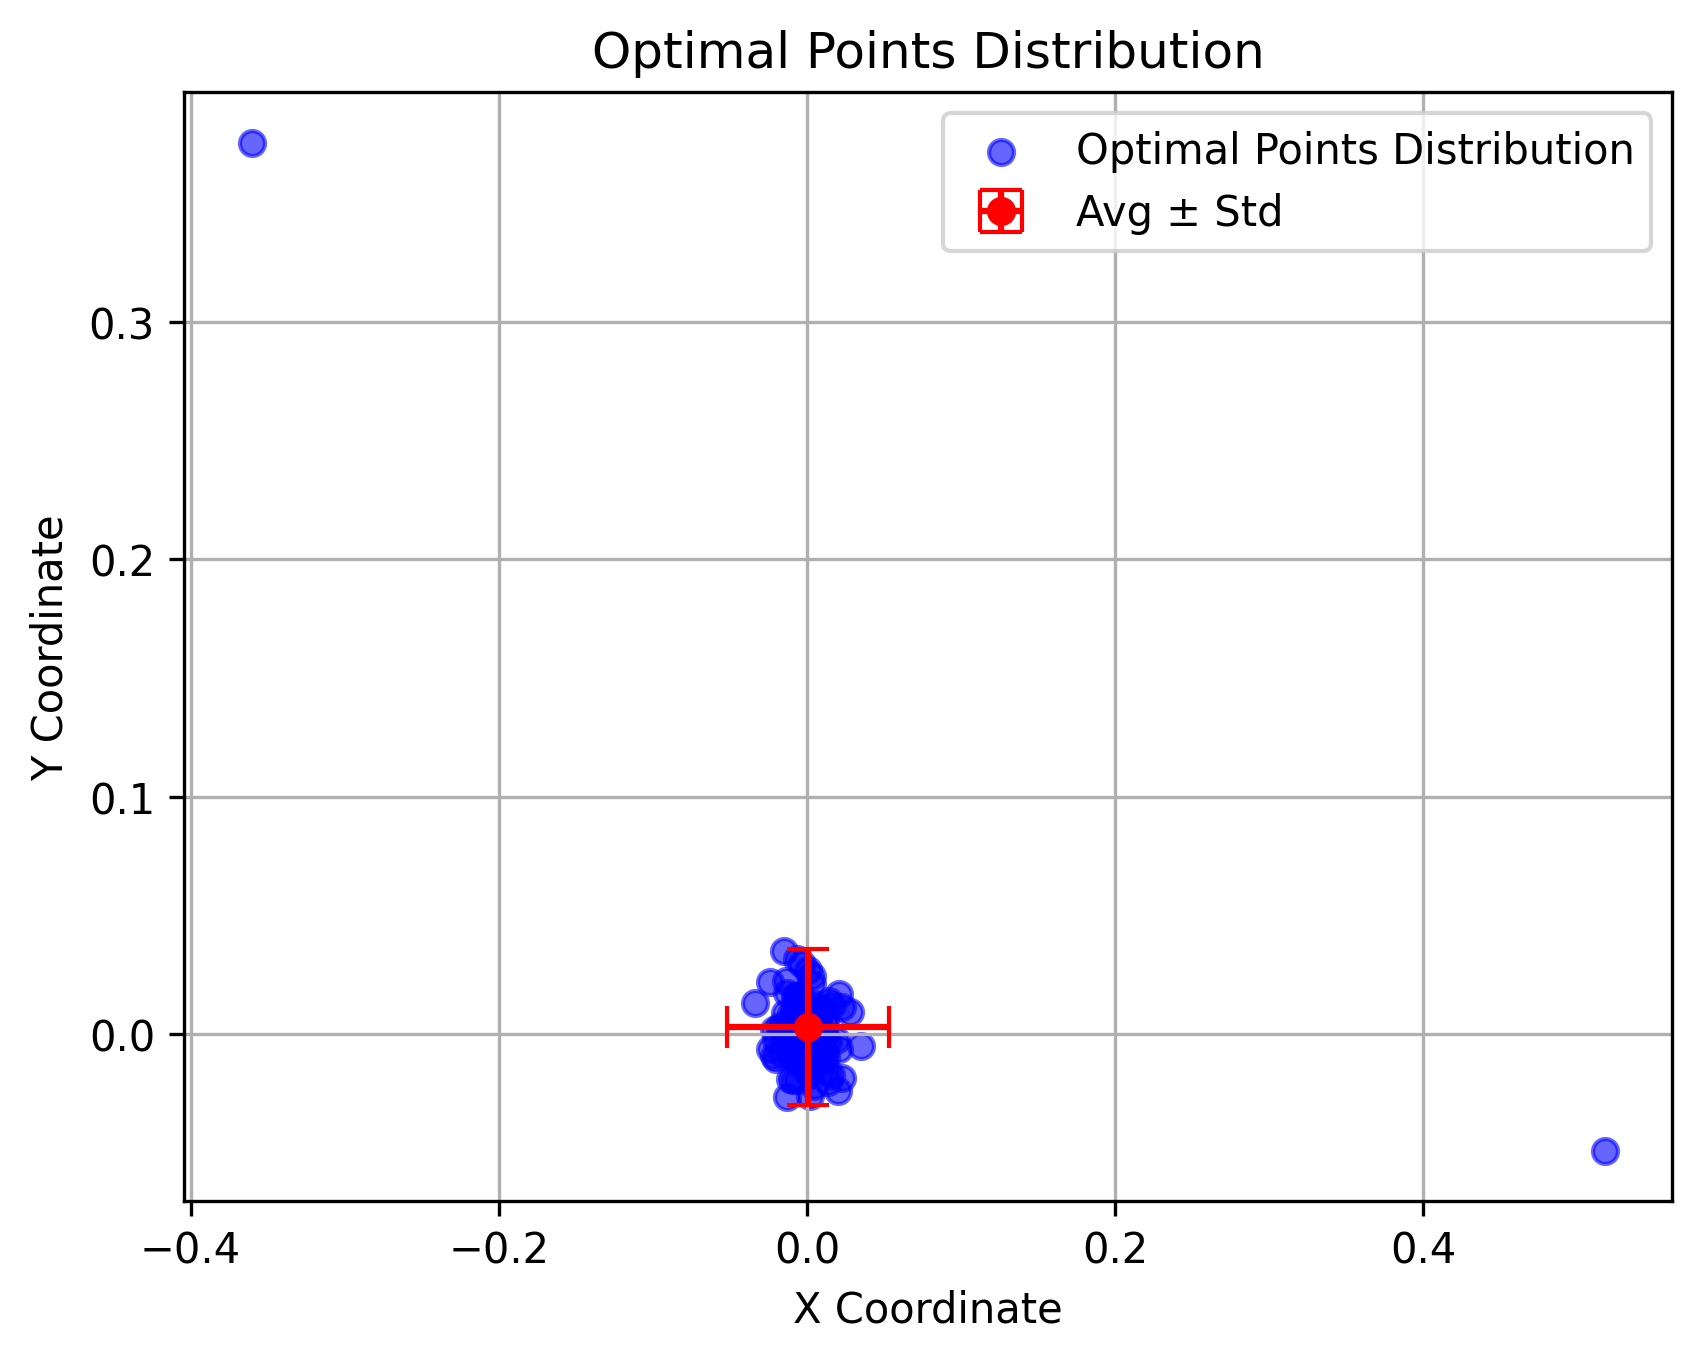 Optimal Points Distribution
Optimal Points Distribution
Avg ± Std
Y Coordinate
0.3
0.2
0.1
0.0
−0.4
−0.2
0.0
0.2
0.4
X Coordinate